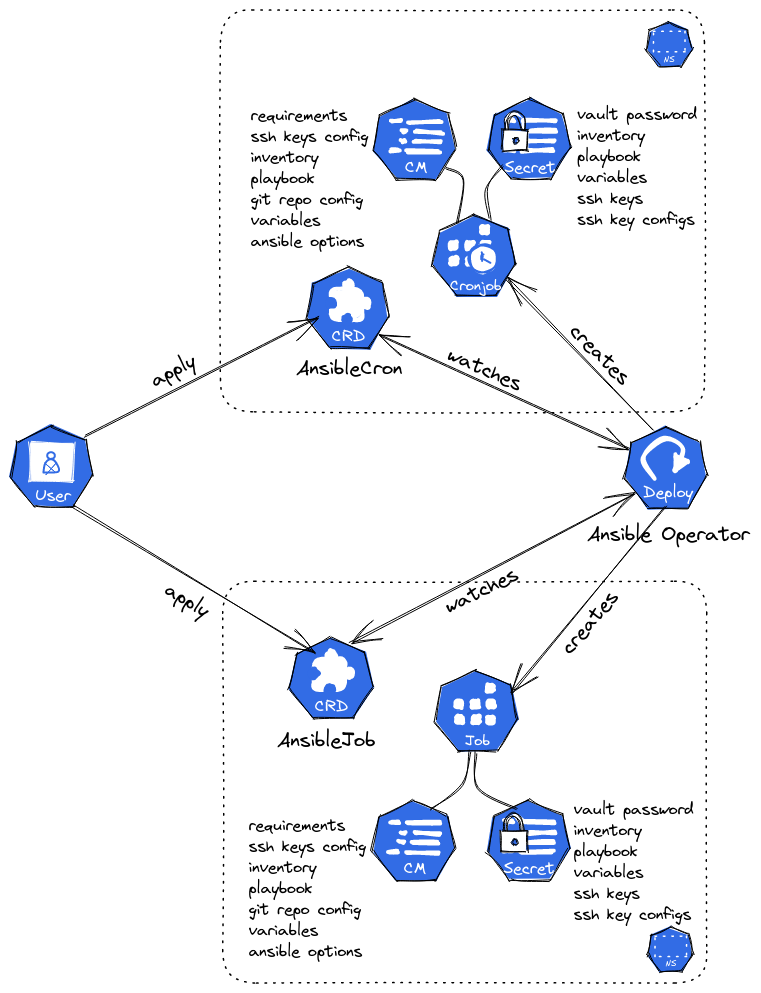 NS
requirements
ssh keys config
inventory
playbook
git repo config
variables
ansible options
CM
Secret
vault password
inventory
playbook
variables
ssh keys
ssh key configs
Cronjob
CRD
AnsibleCron
apply
watches
creates
User
Deploy
Ansible Operator
apply
watches
creates
CRD
AnsibleJob
Job
requirements
ssh keys config
inventory
playbook
git repo config
variables
ansible options
CM
Secret
vault password
inventory
playbook
variables
ssh keys
ssh key configs
NS